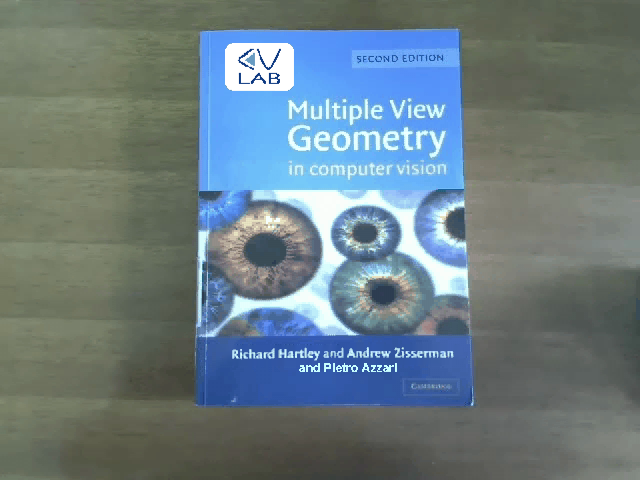 CV
LAB
SECOND EDITION
Multiple View
Geometry
in computer vision
Richard Hartley and Andrew Zisserman
and Pietro Azzari
CAMBRIDGE